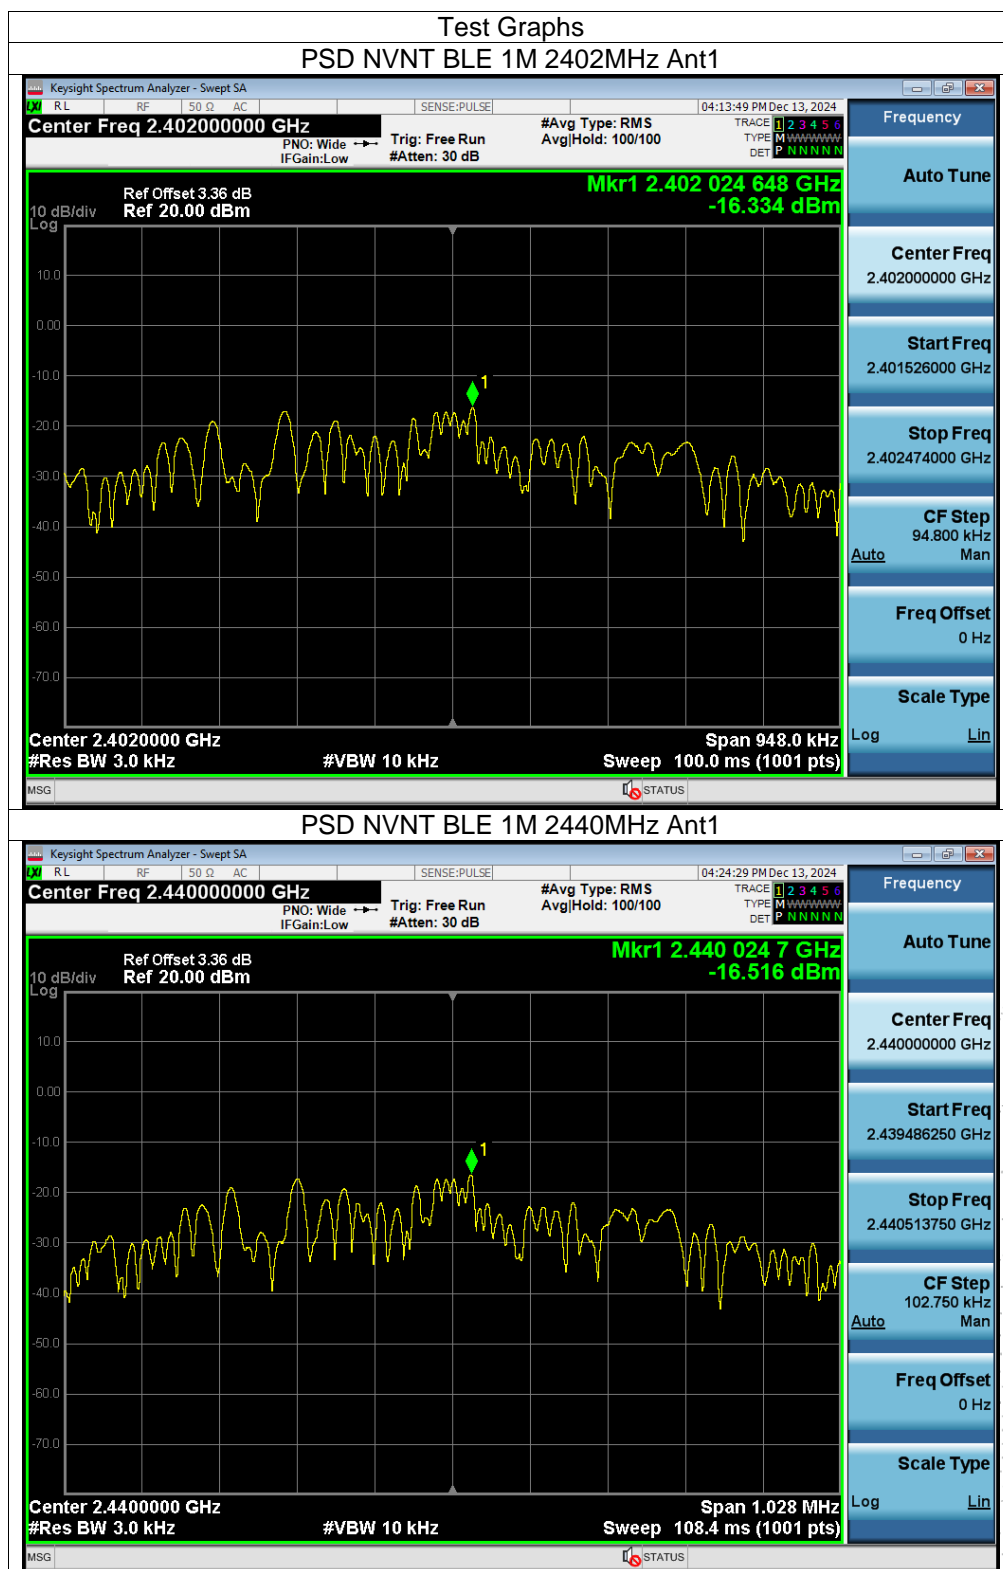 Test Graphs
PSD NVNT BLE 1M 2402MHz Ant1
Keysight Spectrum Analyzer - Swept SA
LXI RL RF 50 Ω AC SENSE:PULSE 04:13:49 PM Dec 13, 2024
Center Freq 2.402000000 GHz
PNO: Wide
IFGain:Low
Trig: Free Run
#Atten: 30 dB
#Avg Type: RMS
Avg|Hold: 100/100
TRACE 1 2 3 4 5 6
TYPE M W W W W W
DET P N N N N N
Mkr1 2.402 024 648 GHz
-16.334 dBm
Ref Offset 3.36 dB
10 dB/div Ref 20.00 dBm
Log
10.0
0.00
-10.0
-20.0
-30.0
-40.0
-50.0
-60.0
-70.0
1
Center 2.4020000 GHz Span 948.0 kHz
#Res BW 3.0 kHz #VBW 10 kHz Sweep 100.0 ms (1001 pts)
MSG STATUS
Frequency
Auto Tune
Center Freq
2.402000000 GHz
Start Freq
2.401526000 GHz
Stop Freq
2.402474000 GHz
CF Step
94.800 kHz
Auto Man
Freq Offset
0 Hz
Scale Type
Log Lin
PSD NVNT BLE 1M 2440MHz Ant1
Keysight Spectrum Analyzer - Swept SA
LXI RL RF 50 Ω AC SENSE:PULSE 04:24:29 PM Dec 13, 2024
Center Freq 2.440000000 GHz
PNO: Wide
IFGain:Low
Trig: Free Run
#Atten: 30 dB
#Avg Type: RMS
Avg|Hold: 100/100
TRACE 1 2 3 4 5 6
TYPE M W W W W W
DET P N N N N N
Mkr1 2.440 024 7 GHz
-16.516 dBm
Ref Offset 3.36 dB
10 dB/div Ref 20.00 dBm
Log
10.0
0.00
-10.0
-20.0
-30.0
-40.0
-50.0
-60.0
-70.0
1
Center 2.4400000 GHz Span 1.028 MHz
#Res BW 3.0 kHz #VBW 10 kHz Sweep 108.4 ms (1001 pts)
MSG STATUS
Frequency
Auto Tune
Center Freq
2.440000000 GHz
Start Freq
2.439486250 GHz
Stop Freq
2.440513750 GHz
CF Step
102.750 kHz
Auto Man
Freq Offset
0 Hz
Scale Type
Log Lin